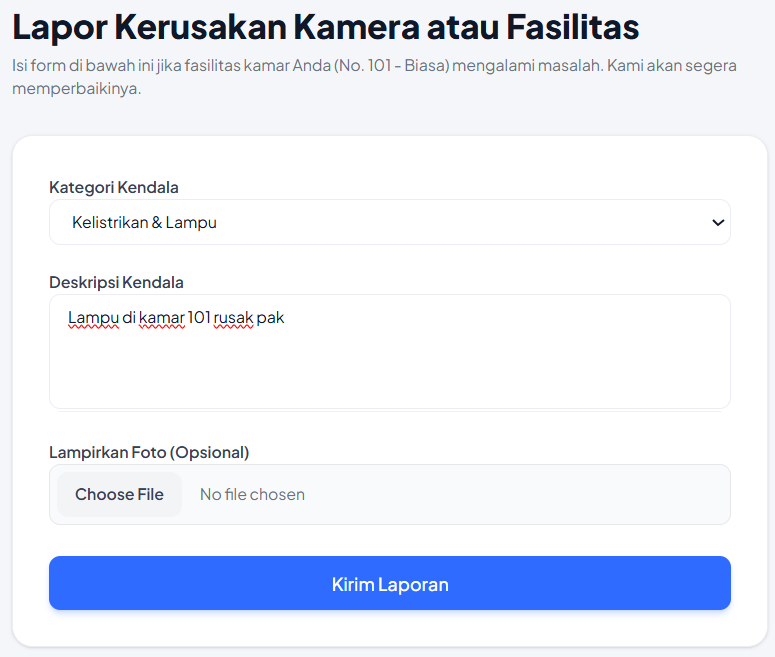 Lapor Kerusakan Kamera atau Fasilitas
Isi form di bawah ini jika fasilitas kamar Anda (No. 101 - Biasa) mengalami masalah. Kami akan segera
memperbaikinya.
Kategori Kendala
Kelistrikan & Lampu
Deskripsi Kendala
Lampu di kamar 101 rusak pak
Lampirkan Foto (Opsional)
Choose File No file chosen
Kirim Laporan